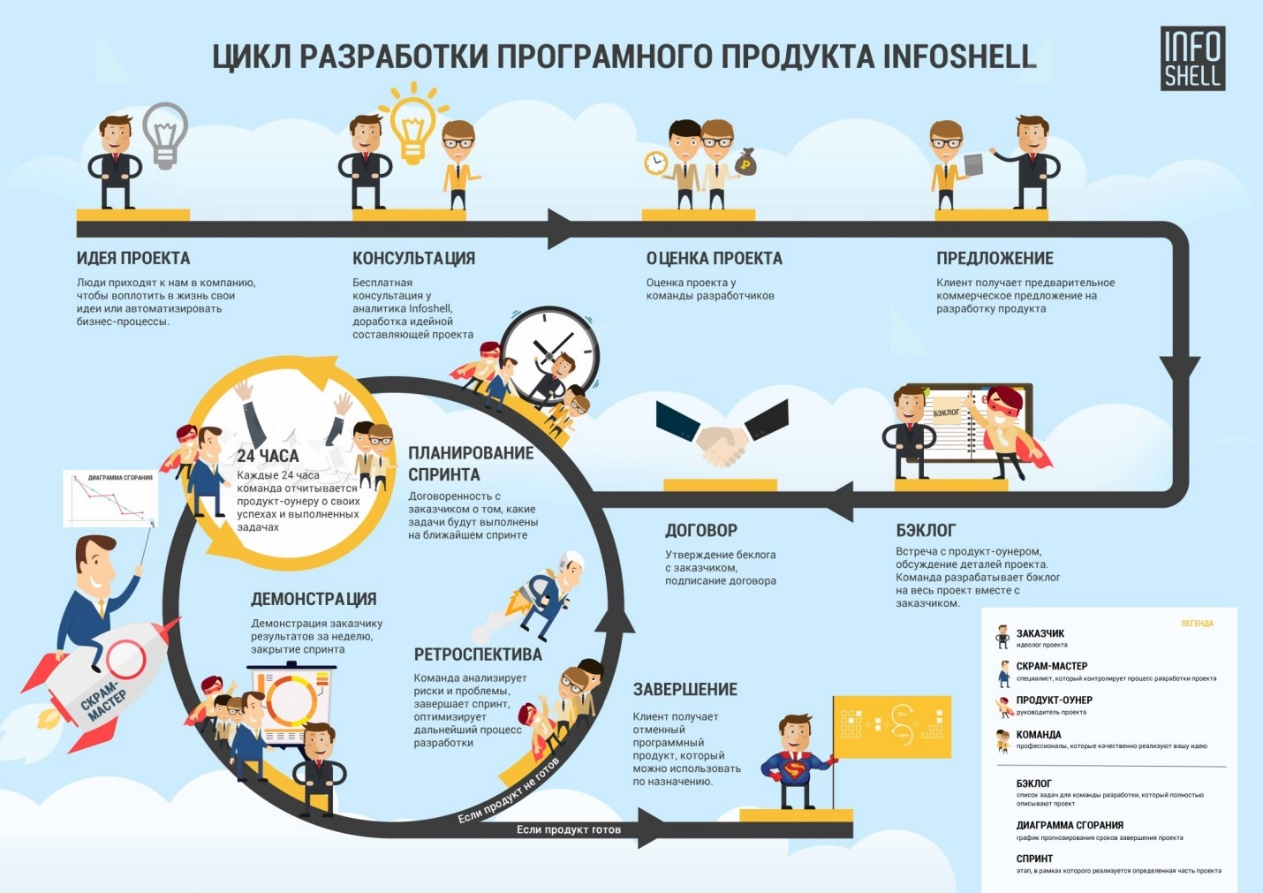 ЦИКЛ РАЗРАБОТКИ ПРОГРАМНОГО ПРОДУКТА INFOSHELL
INFO
SHELL
ИДЕЯ ПРОЕКТА
Люди приходят к нам в компанию,
чтобы воплотить в жизнь свои
идеи или автоматизировать
бизнес-процессы.
КОНСУЛЬТАЦИЯ
Бесплатная
консультация у
аналитика Infoshell,
доработка идейной
составляющей проекта
ОЦЕНКА ПРОЕКТА
Оценка проекта у
команды разработчиков
ПРЕДЛОЖЕНИЕ
Клиент получает предварительное
коммерческое предложение на
разработку продукта
БЭКЛОГ
БЭКЛОГ
Встреча с продукт-оунером,
обсуждение деталей проекта.
Команда разрабатывает бэклог
на весь проект вместе с
заказчиком.
ДОГОВОР
Утверждение беклога
с заказчиком,
подписание договора
ПЛАНИРОВАНИЕ
СПРИНТА
Договоренность с
заказчиком о том, какие
задачи будут выполнены
на ближайшем спринте
24 ЧАСА
Каждые 24 часа
команда отчитывается
продукт-оунеру о своих
успехах и выполненных
задачах
ДИАГРАММА СГОРАНИЯ
СКРАМ-
МАСТЕР
ДЕМОНСТРАЦИЯ
Демонстрация заказчику
результатов за неделю,
закрытие спринта
РЕТРОСПЕКТИВА
Команда анализирует
риски и проблемы,
завершает спринт,
оптимизирует
дальнейший процесс
разработки
Если продукт не готов
Если продукт готов
ЗАВЕРШЕНИЕ
Клиент получает
отменный
программный
продукт, который
можно использовать
по назначению.
ЛЕГЕНДА
ЗАКАЗЧИК
идеолог проекта
СКРАМ-МАСТЕР
специалист, который контролирует процесс разработки проекта
ПРОДУКТ-ОУНЕР
руководитель проекта
КОМАНДА
профессионалы, которые качественно реализуют вашу идею
БЭКЛОГ
список задач для команды разработки, который полностью
описывают проект
ДИАГРАММА СГОРАНИЯ
график прогнозирования сроков завершения проекта
СПРИНТ
этап, в рамках которого реализуется определенная часть проекта